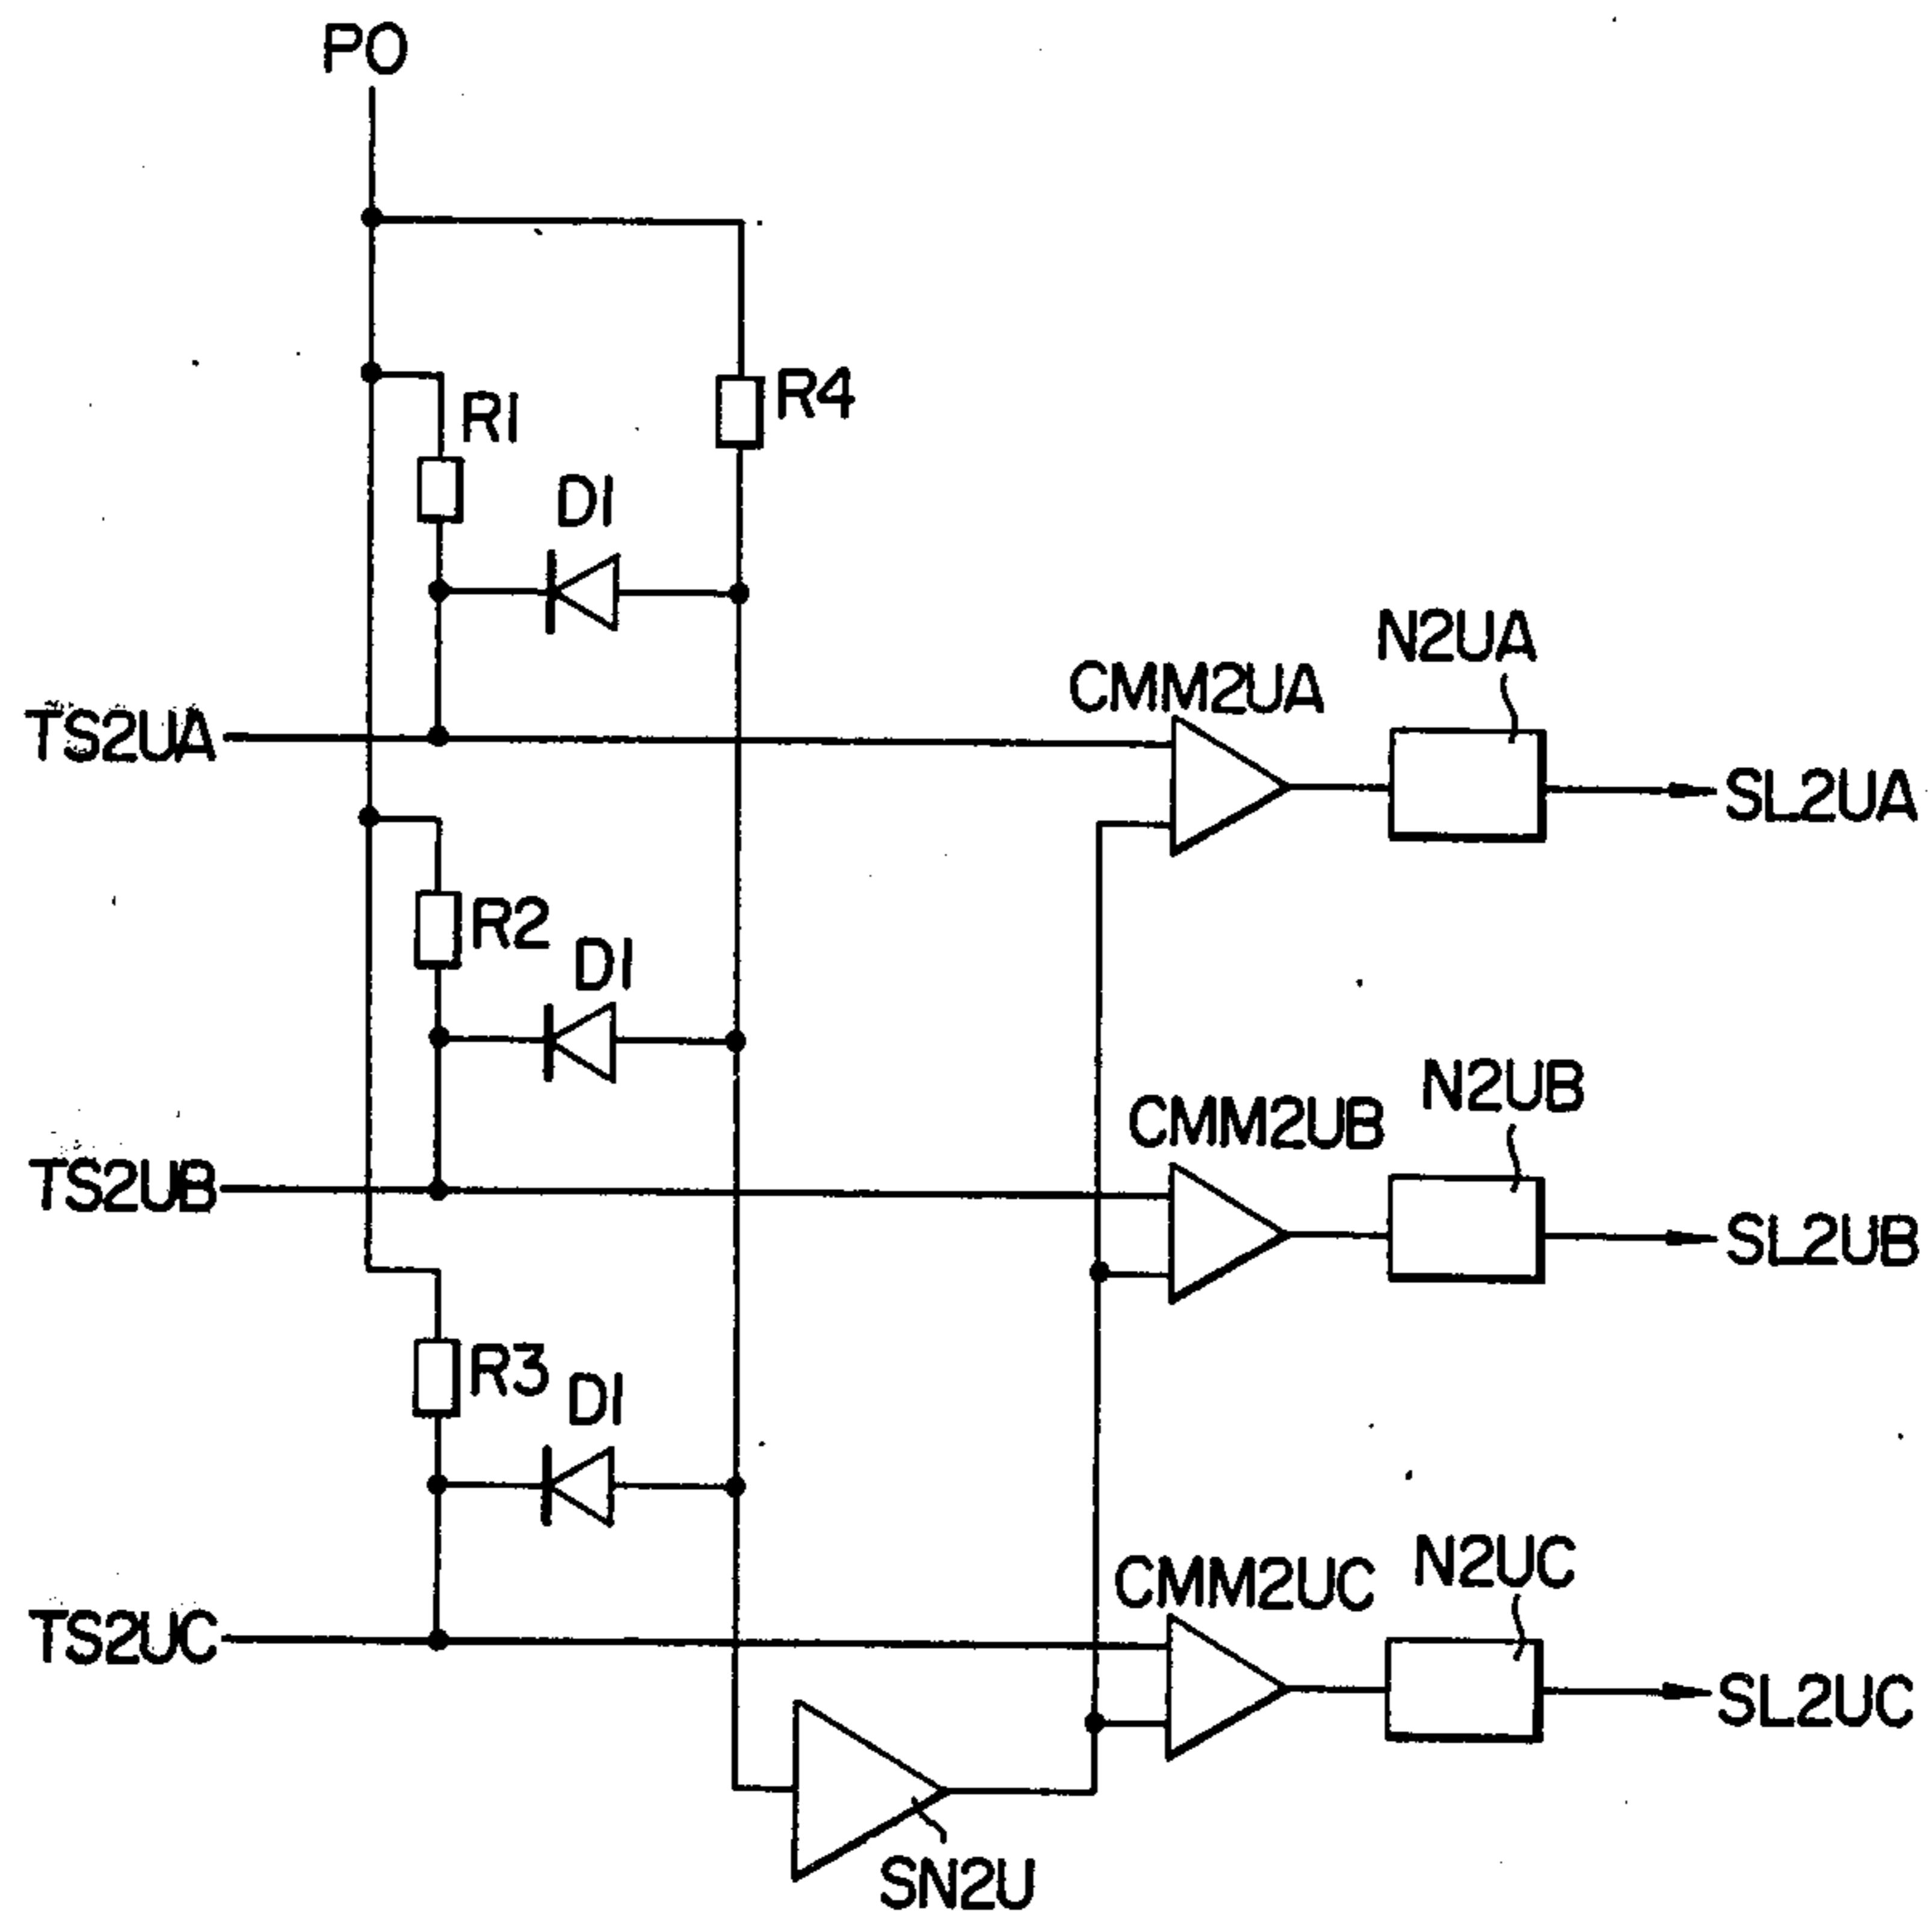 PO
R4
R1
D1
N2UA
CMM2UA
TS2UA
SL2UA
R2
D1
N2UB
CMM2UB
TS2UB
SL2UB
R3
D1
N2UC
CMM2UC
TS2UC
SL2UC
SN2U